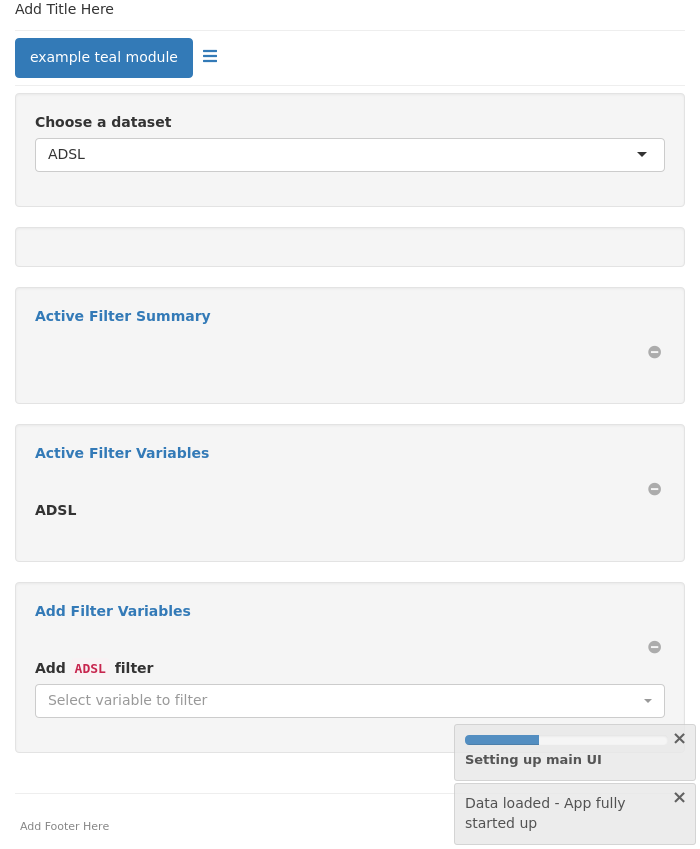 Add Title Here
example teal module
Choose a dataset
ADSL
Active Filter Summary
Active Filter Variables
ADSL
Add Filter Variables
Add ADSL filter
Select variable to filter
Setting up main UI
Data loaded - App fully
started up
Add Footer Here